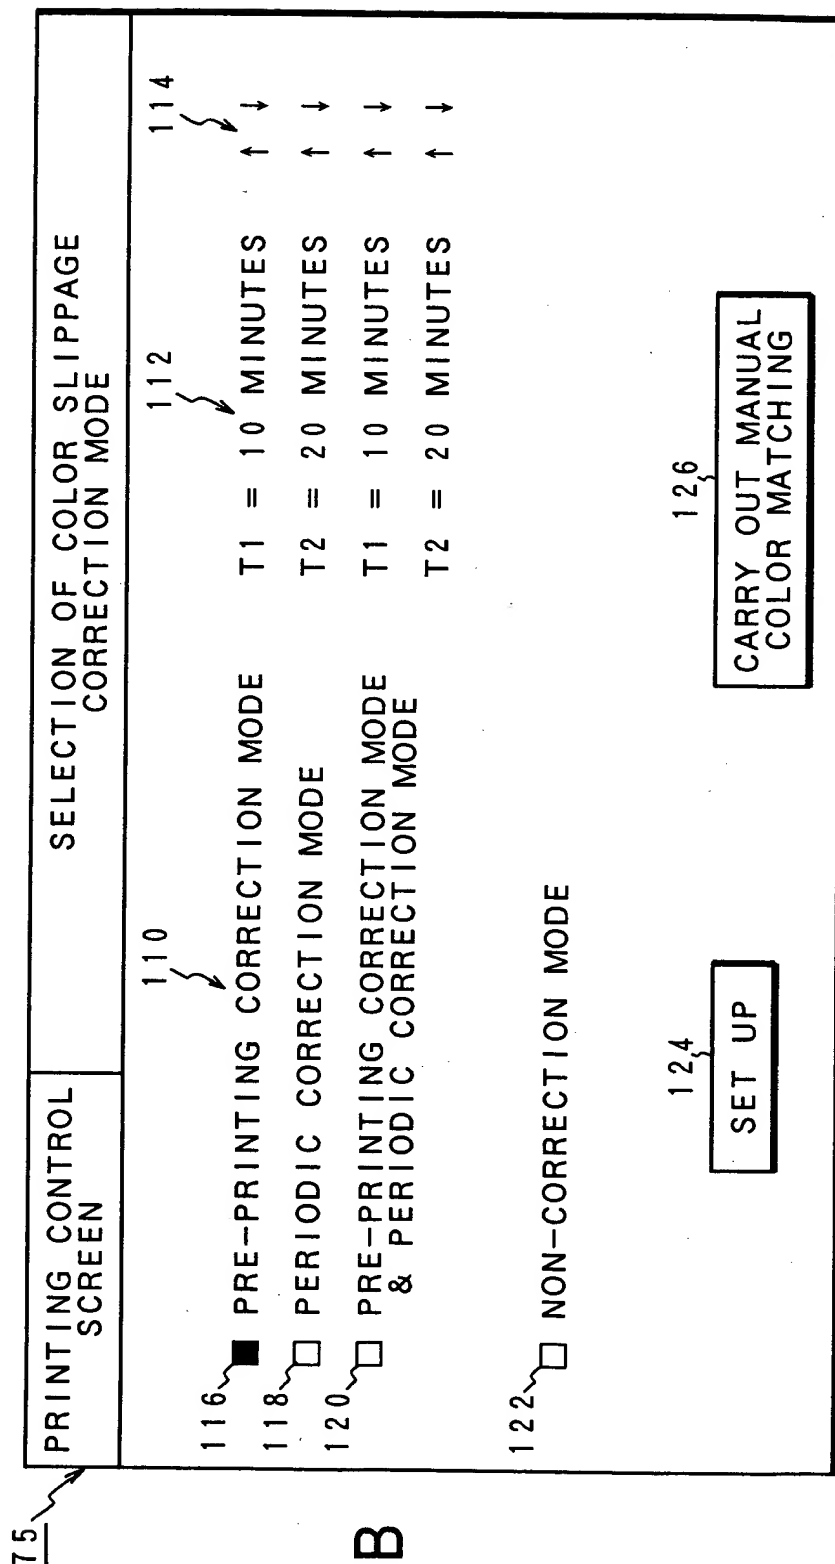 75
PRINTING CONTROL
SCREEN
SELECTION OF COLOR SLIPPAGE
CORRECTION MODE
110
112
114
116
PRE-PRINTING CORRECTION MODE
T1 = 10 MINUTES ↑ ↓
118
PERIODIC CORRECTION MODE
T2 = 20 MINUTES ↑ ↓
120
PRE-PRINTING CORRECTION MODE
& PERIODIC CORRECTION MODE
T1 = 10 MINUTES ↑ ↓
T2 = 20 MINUTES ↑ ↓
122
NON-CORRECTION MODE
124
SET UP
126
CARRY OUT MANUAL
COLOR MATCHING
B